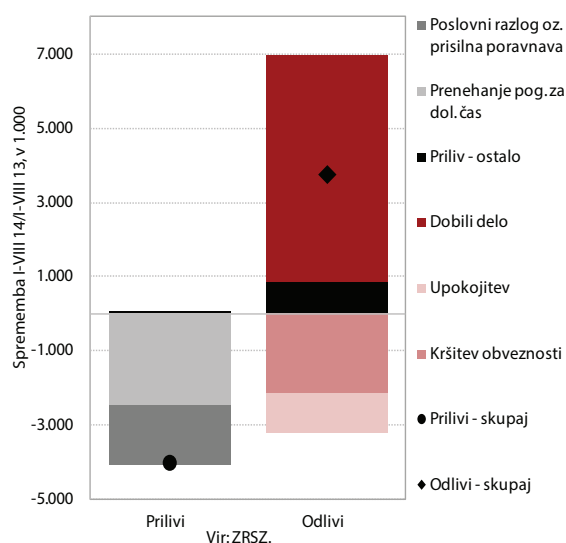 Sprememba I-VIII 14/I-VIII 13, v 1.000
7.000
5.000
3.000
1.000
-1.000
-3.000
-5.000
Prilivi
Odlivi
Vir: ZRSZ.
Poslovni razlog oz.
prisilna poravnava
Prenehanje pog. za
dol. čas
Priliv - ostalo
Dobili delo
Upokojitev
Kršitev obveznosti
Prilivi - skupaj
Odlivi - skupaj